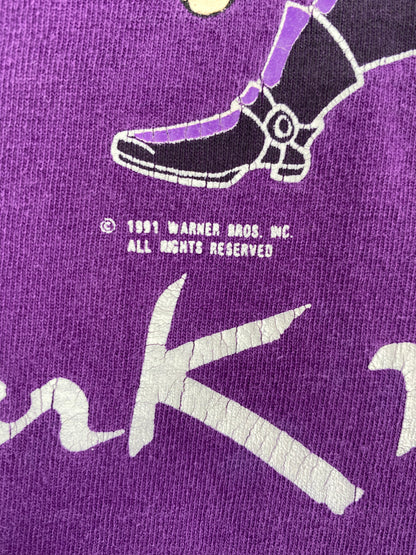 © 1991 WARNER BROS. INC.
ALL RIGHTS RESERVED
K